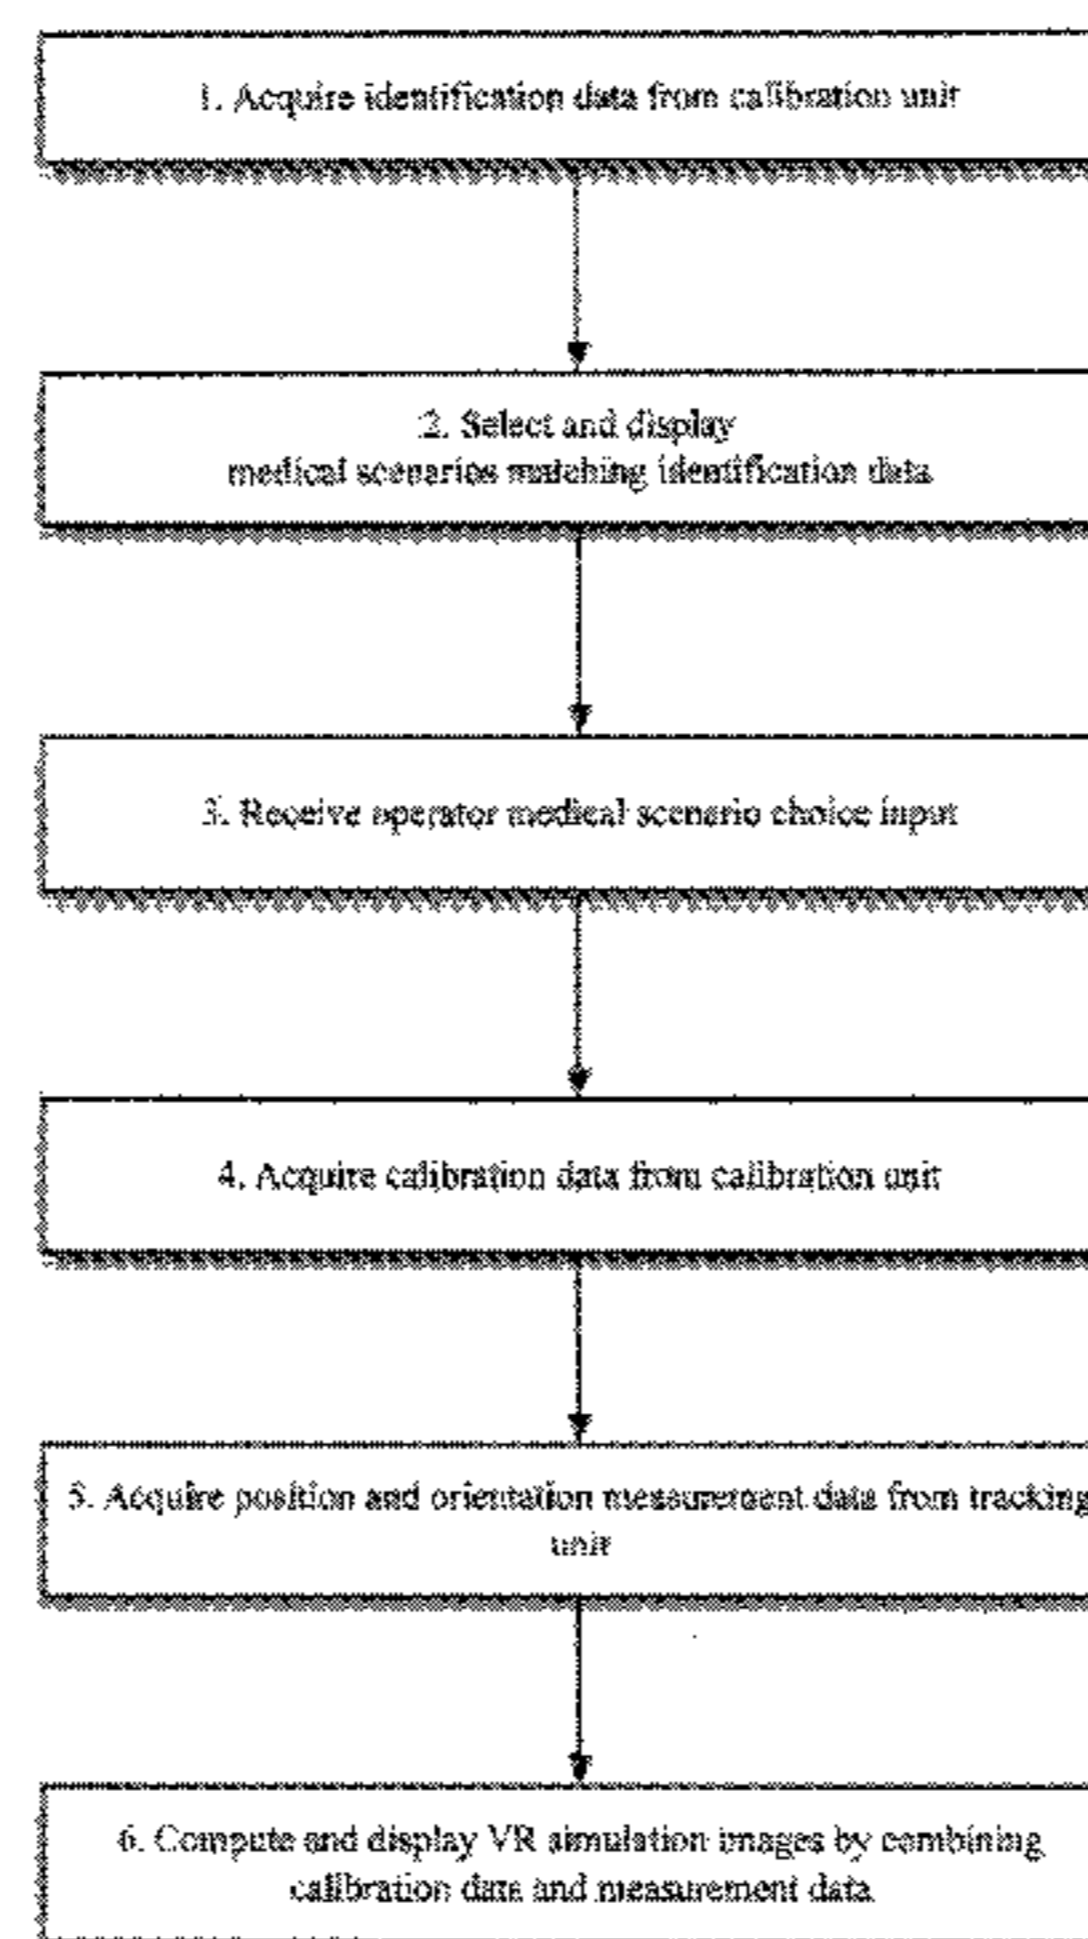 1. Acquire identification data from calibration unit
2. Select and display
medical scenarios matching identification data
3. Receive operator medical scenario choice input
4. Acquire calibration data from calibration unit
5. Acquire position and orientation measurement data from tracking
unit
6. Compute and display VR simulation images by combining
calibration data and measurement data